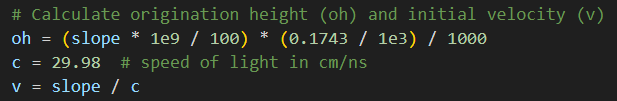 # Calculate origination height (oh) and initial velocity (v)
oh = (slope * 1e9 / 100) * (0.1743 / 1e3) / 1000
c = 29.98  # speed of light in cm/ns
v = slope / c